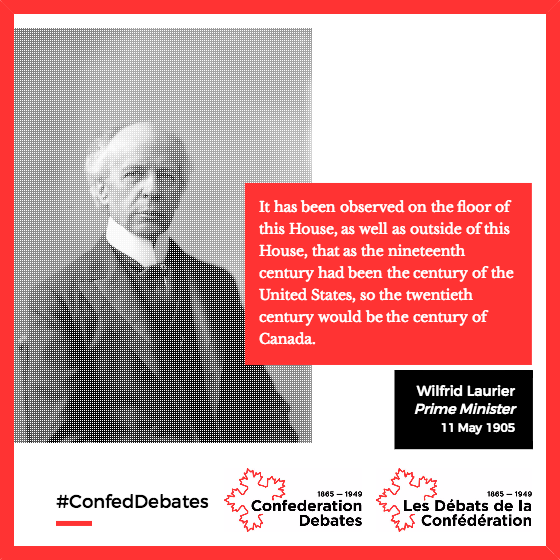 It has been observed on the floor of
this House, as well as outside of this
House, that as the nineteenth
century had been the century of the
United States, so the twentieth
century would be the century of
Canada.
Wilfrid Laurier
Prime Minister
11 May 1905
#ConfedDebates
1865 — 1949
Confederation
Debates
1865 — 1949
Les Débats de la
Confédération